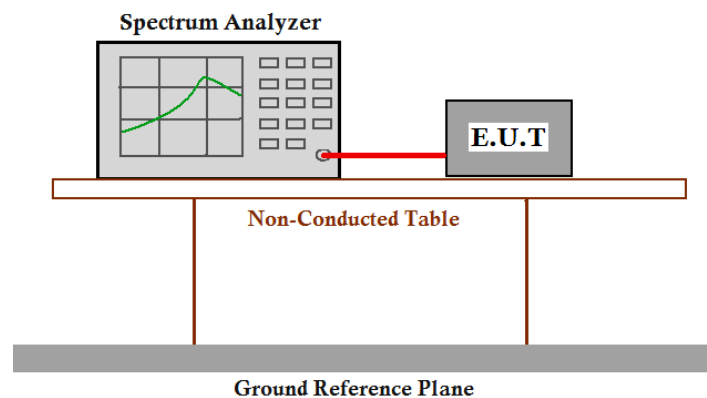 Spectrum Analyzer
E.U.T
Non-Conducted Table
Ground Reference Plane